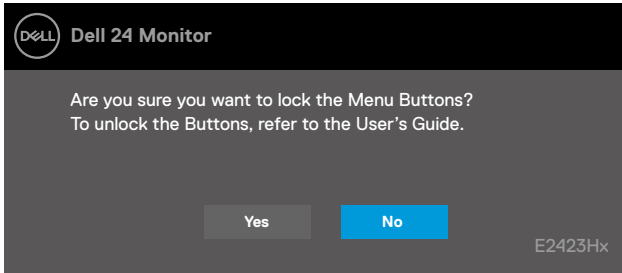 DELL Dell 24 Monitor
Are you sure you want to lock the Menu Buttons?
To unlock the Buttons, refer to the User’s Guide.
Yes No
E2423Hx